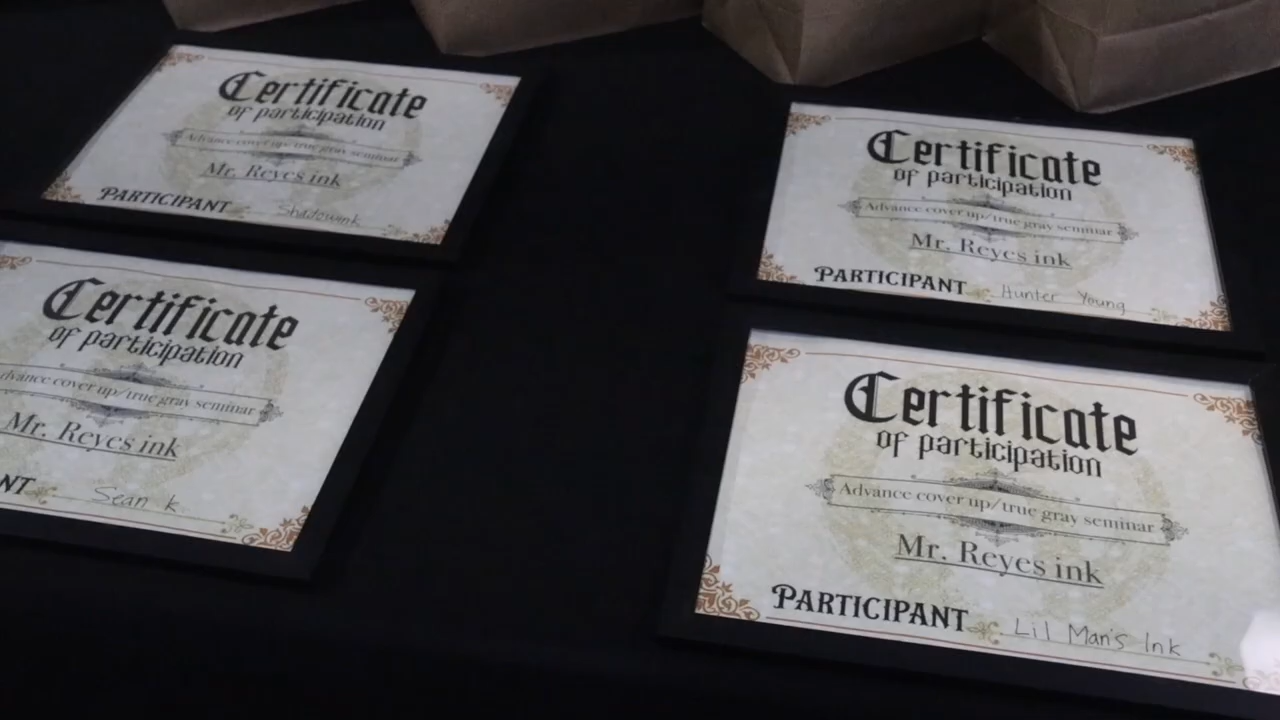 Certificate
of participation
Advance cover up/true gray seminar
Mr. Reyes ink
PARTICIPANT Shadowink
Certificate
of participation
Advance cover up/true gray seminar
Mr. Reyes ink
PARTICIPANT Hunter Young
Certificate
of participation
dvance cover up/true gray seminar
Mr. Reyes ink
NT Sean K
Certificate
of participation
Advance cover up/true gray seminar
Mr. Reyes ink
PARTICIPANT Lil Man's Ink